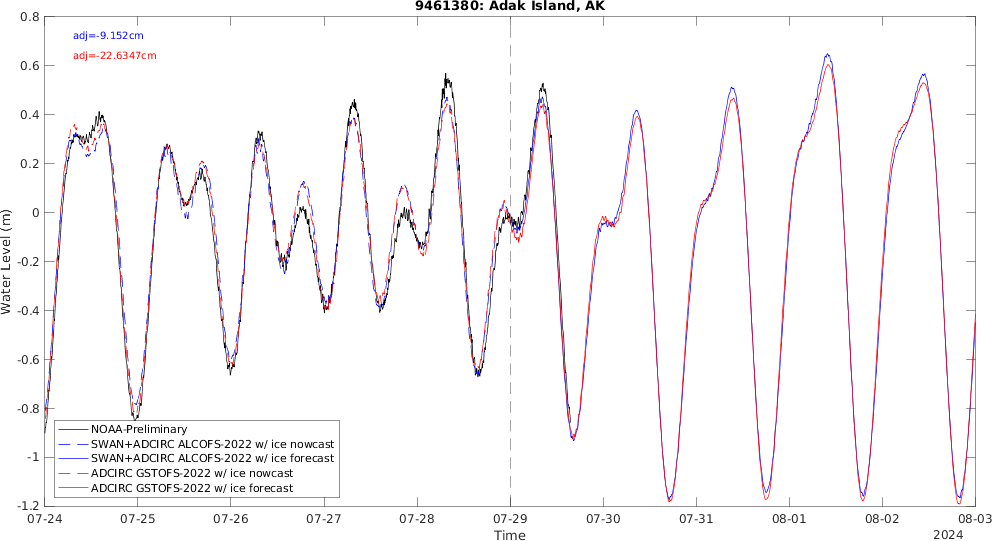 9461380: Adak Island, AK
adj=-9.152cm
adj=-22.6347cm
0.8
0.6
0.4
0.2
0
-0.2
-0.4
-0.6
-0.8
-1
-1.2
Water Level (m)
NOAA-Preliminary
SWAN+ADCIRC ALCOFS-2022 w/ ice nowcast
SWAN+ADCIRC ALCOFS-2022 w/ ice forecast
ADCIRC GSTOFS-2022 w/ ice nowcast
ADCIRC GSTOFS-2022 w/ ice forecast
07-24 07-25 07-26 07-27 07-28 07-29 07-30 07-31 08-01 08-02 08-03
Time
2024